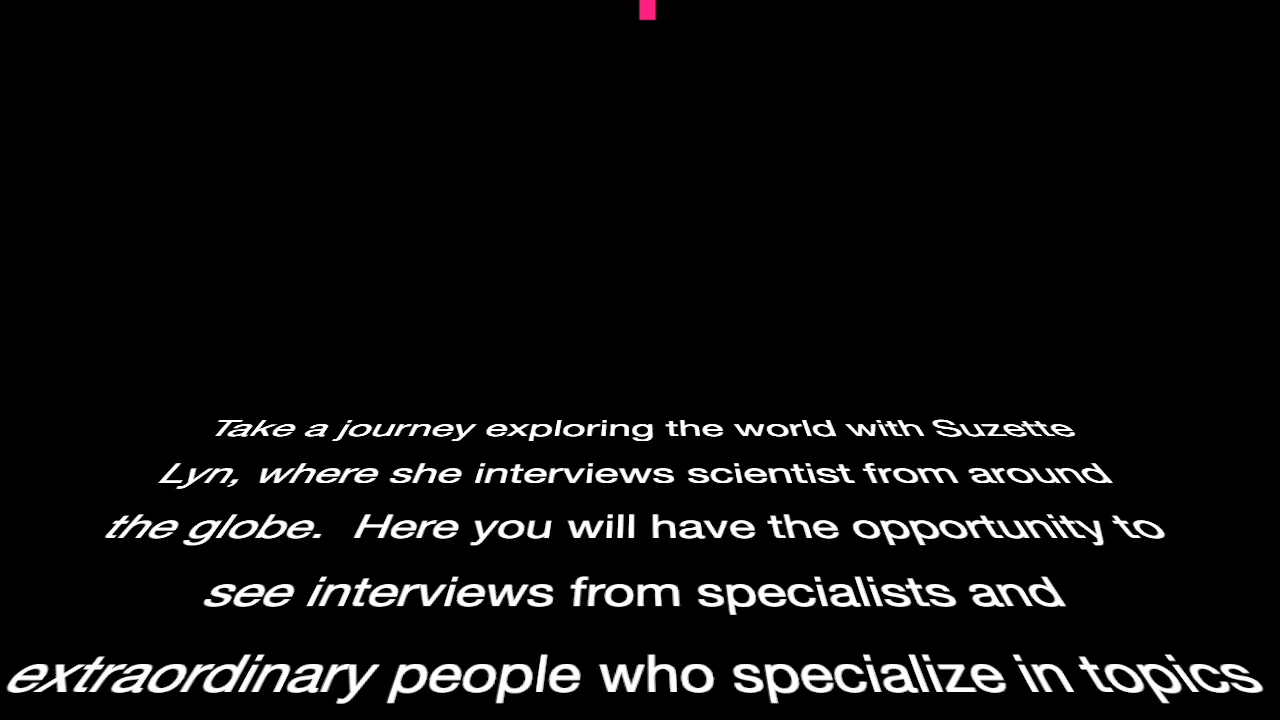 Take a journey exploring the world with Suzette
Lyn, where she interviews scientist from around
the globe.  Here you will have the opportunity to
see interviews from specialists and
extraordinary people who specialize in topics